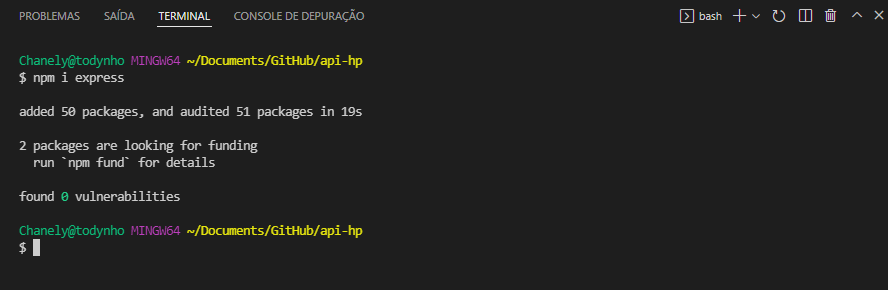 PROBLEMAS SAÍDA TERMINAL CONSOLE DE DEPURAÇÃO bash
Chanely@todynho MINGW64 ~/Documents/GitHub/api-hp
$ npm i express
added 50 packages, and audited 51 packages in 19s
2 packages are looking for funding
run `npm fund` for details
found 0 vulnerabilities
Chanely@todynho MINGW64 ~/Documents/GitHub/api-hp
$